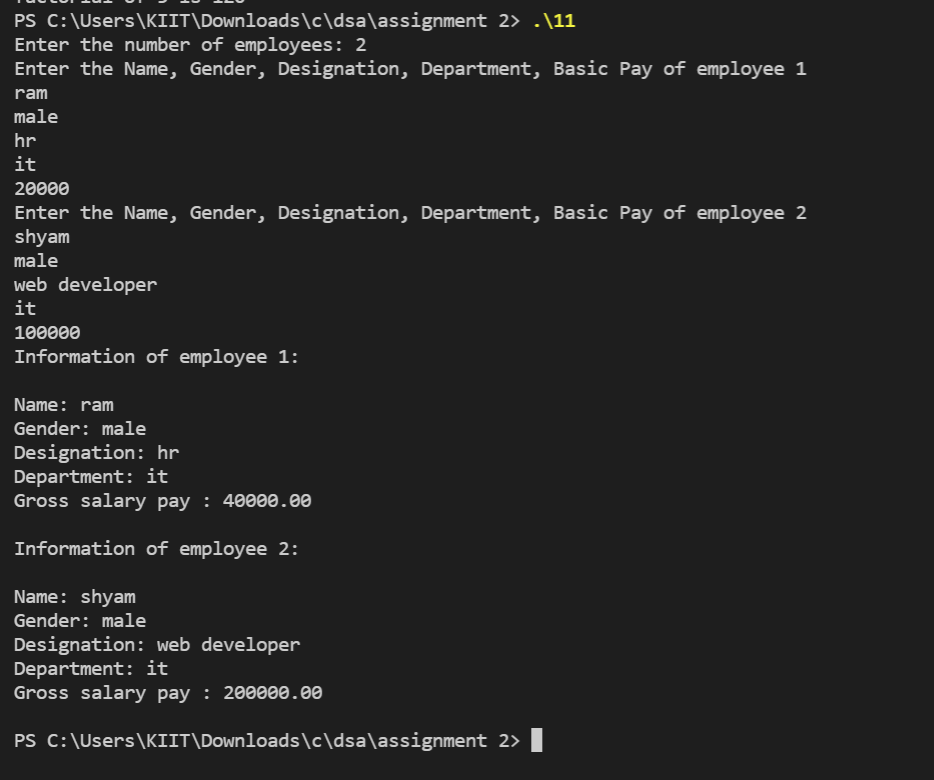 PS C:\Users\KIIT\Downloads\c\dsa\assignment 2> .\11
Enter the number of employees: 2
Enter the Name, Gender, Designation, Department, Basic Pay of employee 1
ram
male
hr
it
20000
Enter the Name, Gender, Designation, Department, Basic Pay of employee 2
shyam
male
web developer
it
100000
Information of employee 1:
Name: ram
Gender: male
Designation: hr
Department: it
Gross salary pay : 40000.00
Information of employee 2:
Name: shyam
Gender: male
Designation: web developer
Department: it
Gross salary pay : 200000.00
PS C:\Users\KIIT\Downloads\c\dsa\assignment 2>